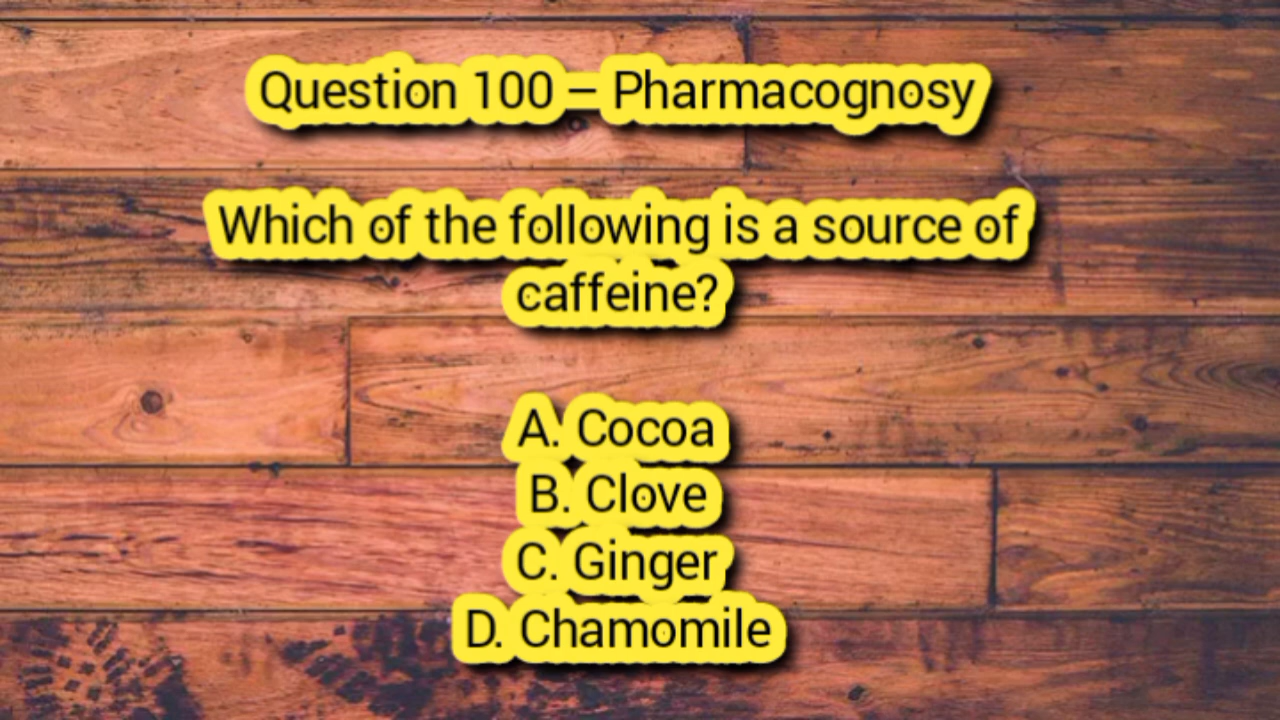 Question 100 – Pharmacognosy
Which of the following is a source of
caffeine?
A. Cocoa
B. Clove
C. Ginger
D. Chamomile